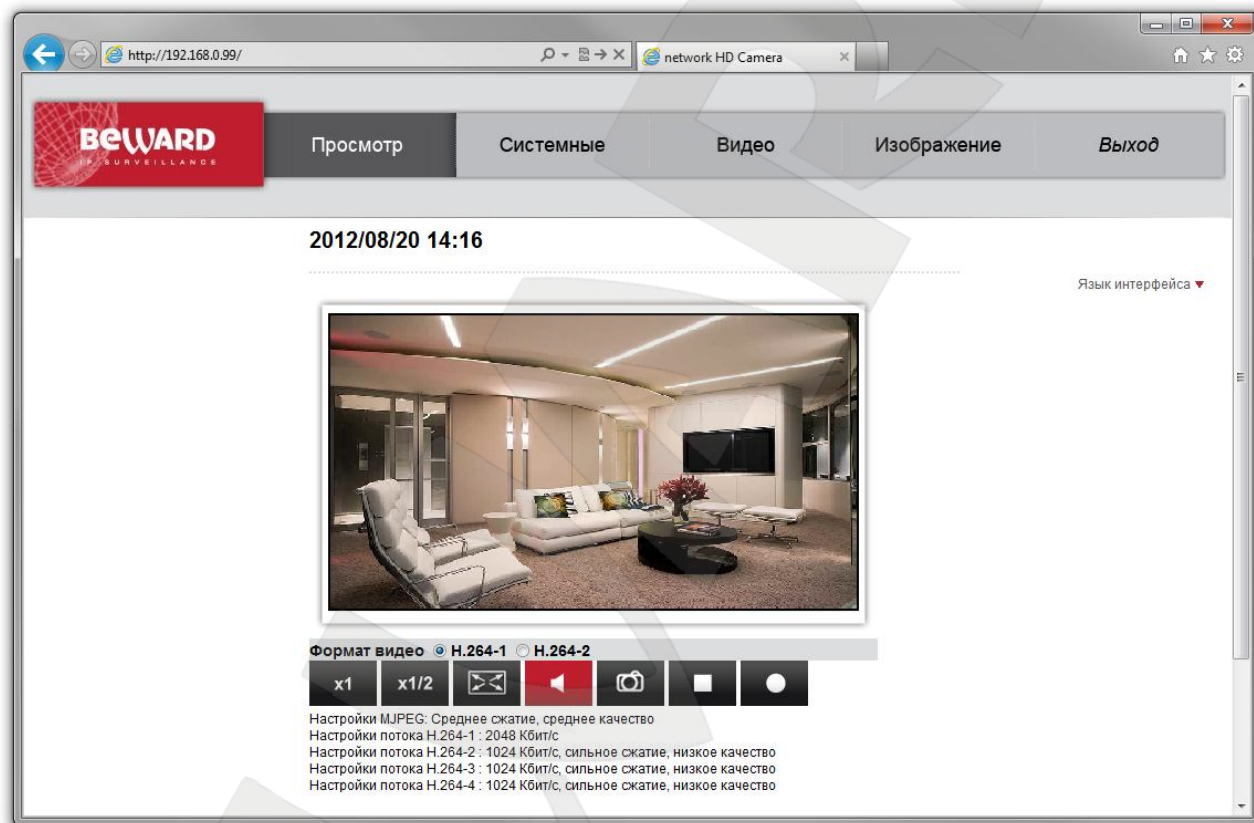 http://192.168.0.99/
network HD Camera
BEWARD
IP SURVEILLANCE
Просмотр
Системные
Видео
Изображение
Выход
2012/08/20 14:16
Язык интерфейса
Формат видео H.264-1 H.264-2
x1
x1/2
Настройки MJPEG: Среднее сжатие, среднее качество
Настройки потока H.264-1 : 2048 Кбит/с
Настройки потока H.264-2 : 1024 Кбит/с, сильное сжатие, низкое качество
Настройки потока H.264-3 : 1024 Кбит/с, сильное сжатие, низкое качество
Настройки потока H.264-4 : 1024 Кбит/с, сильное сжатие, низкое качество